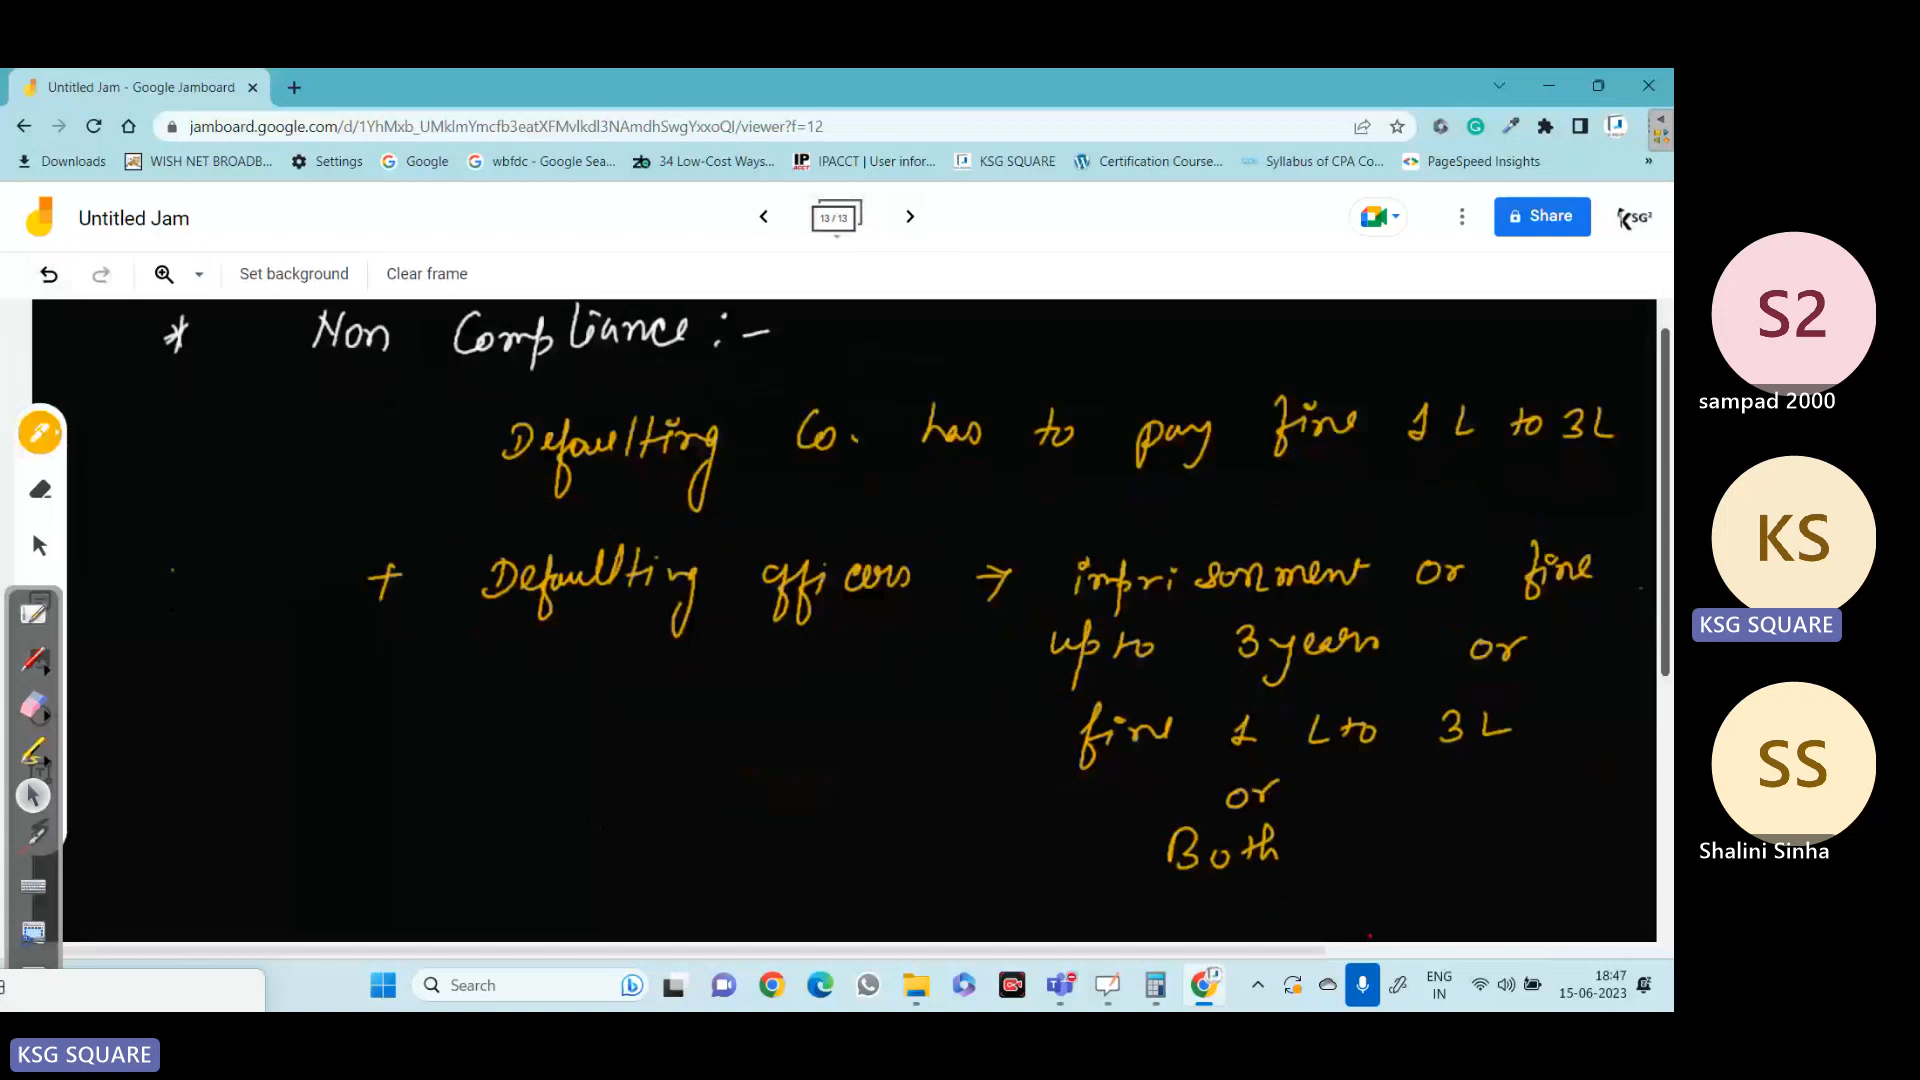 Untitled Jam - Google Jamboard
jamboard.google.com/d/1YhMxb_UMklmYmcfb3eatXFMvlkdl3NAmdhSwgYxxoQI/viewer?f=12
Downloads WISH NET BROADB... Settings Google wbfdc - Google Sea... 34 Low-Cost Ways... IPACCT | User infor... KSG SQUARE Certification Course... Syllabus of CPA Co... PageSpeed Insights »
Untitled Jam 13 / 13 Share KSG²
Set background Clear frame
* Non Compliance :-
Defaulting Co. has to pay fine 1 L to 3L
+ Defaulting officers → imprisonment or fine
upto 3 years or
fine 1 L to 3 L
or
Both
S2
sampad 2000
KS
KSG SQUARE
SS
Shalini Sinha
Search ENG IN 18:47 15-06-2023
KSG SQUARE